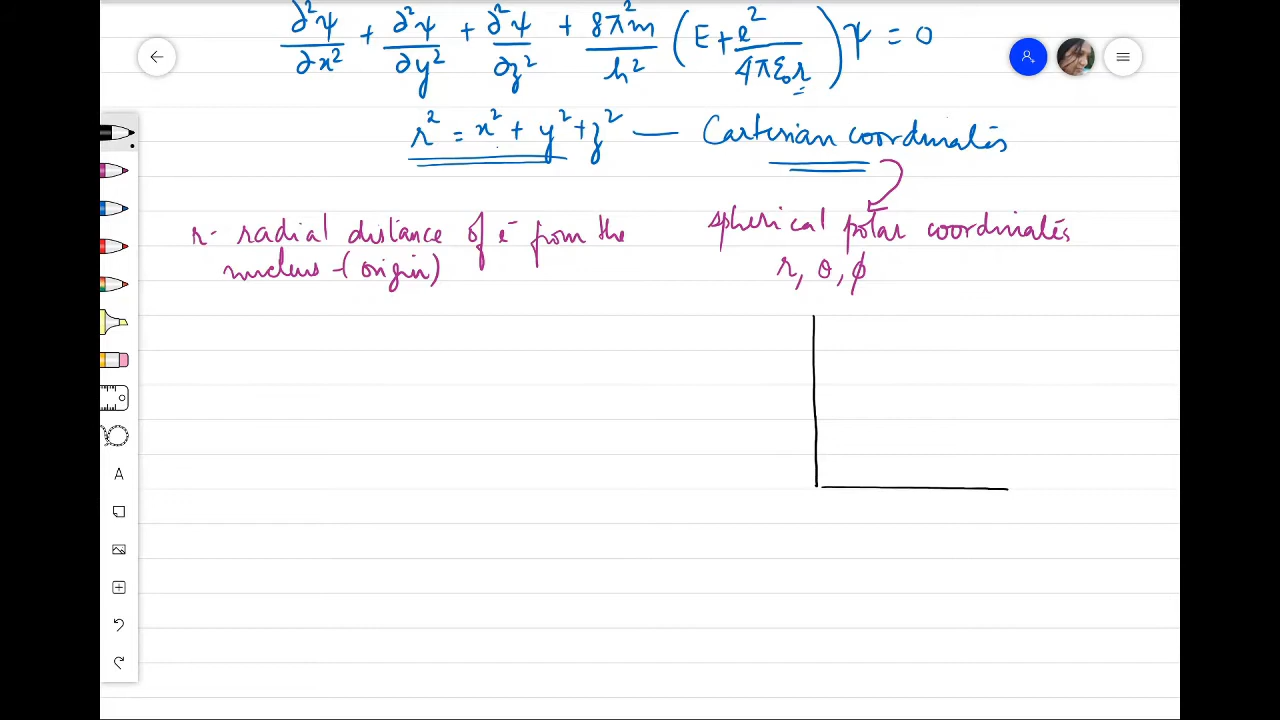 ∂²ψ/∂x² + ∂²ψ/∂y² + ∂²ψ/∂z² + 8π²m/h² (E + e²/4πε₀r) ψ = 0
r² = x² + y² + z² — Cartesian coordinates
r - radial distance of e⁻ from the
nucleus - (origin)
spherical polar coordinates
r, θ, ϕ
A